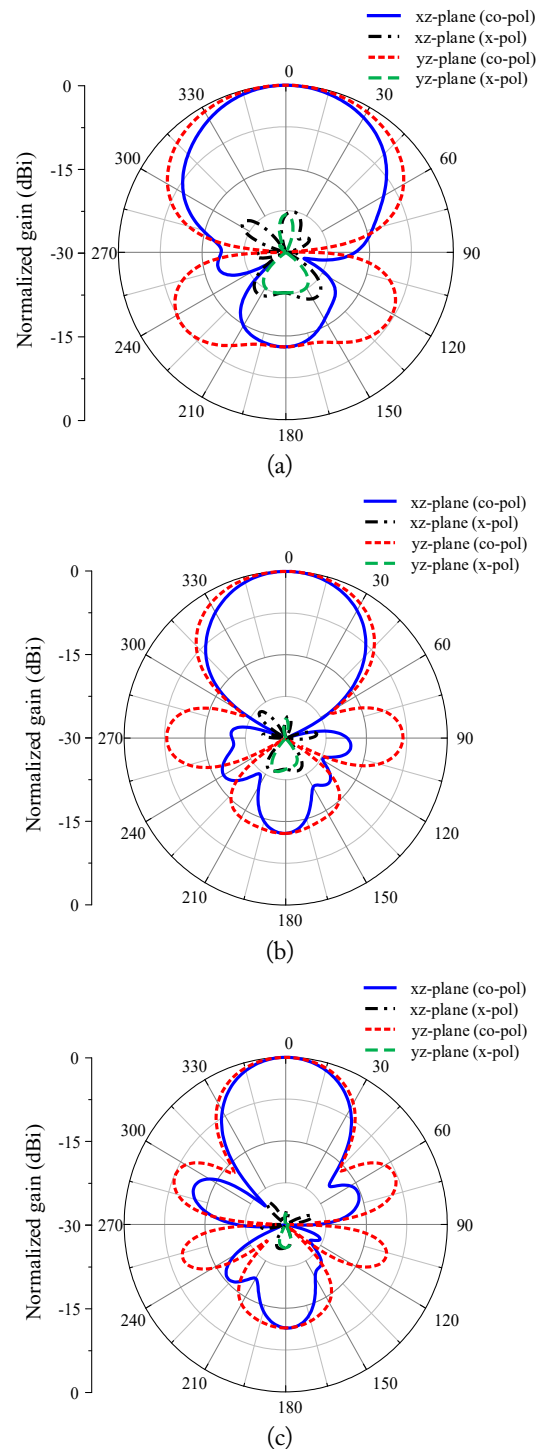 xz-plane (co-pol)
xz-plane (x-pol)
yz-plane (co-pol)
yz-plane (x-pol)
0
30
60
90
120
150
180
210
240
270
300
330
0
-15
-30
-15
0
Normalized gain (dBi)
(a)
xz-plane (co-pol)
xz-plane (x-pol)
yz-plane (co-pol)
yz-plane (x-pol)
0
30
60
90
120
150
180
210
240
270
300
330
0
-15
-30
-15
0
Normalized gain (dBi)
(b)
xz-plane (co-pol)
xz-plane (x-pol)
yz-plane (co-pol)
yz-plane (x-pol)
0
30
60
90
120
150
180
210
240
270
300
330
0
-15
-30
-15
0
Normalized gain (dBi)
(c)